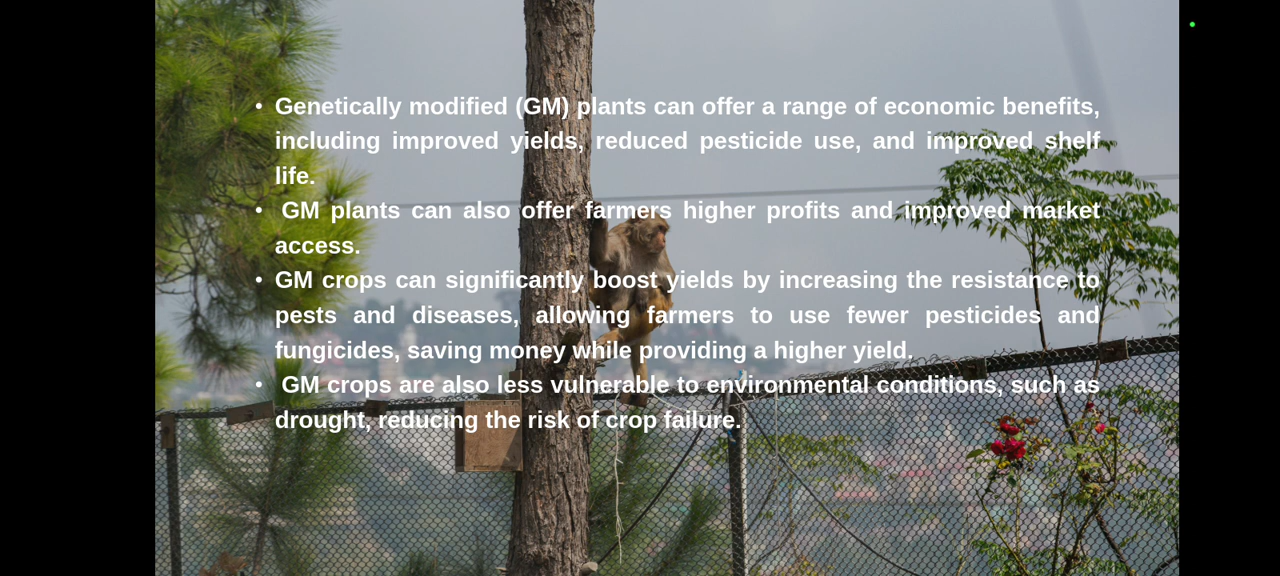 • Genetically modified (GM) plants can offer a range of economic benefits,
including improved yields, reduced pesticide use, and improved shelf
life.
• GM plants can also offer farmers higher profits and improved market
access.
• GM crops can significantly boost yields by increasing the resistance to
pests and diseases, allowing farmers to use fewer pesticides and
fungicides, saving money while providing a higher yield.
• GM crops are also less vulnerable to environmental conditions, such as
drought, reducing the risk of crop failure.